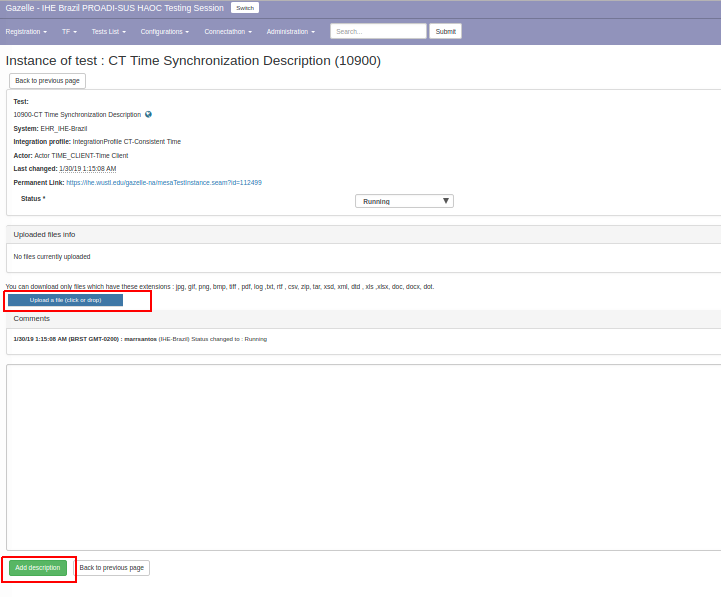 Gazelle - IHE Brazil PROADI-SUS HAOC Testing Session Switch
Registration TF Tests List Configurations Connectathon Administration Search... Submit
Instance of test : CT Time Synchronization Description (10900)
Back to previous page
Test:
10900-CT Time Synchronization Description
System: EHR_IHE-Brazil
Integration profile: IntegrationProfile CT-Consistent Time
Actor: Actor TIME_CLIENT-Time Client
Last changed: 1/30/19 1:15:08 AM
Permanent Link: https://ihe.wustl.edu/gazelle-na/mesaTestInstance.seam?id=112499
Status * Running
Uploaded files info
No files currently uploaded
You can download only files which have these extensions : jpg, gif, png, bmp, tiff , pdf, log ,txt, rtf , csv, zip, tar, xsd, xml, dtd , xls ,xlsx, doc, docx, dot.
Upload a file (click or drop)
Comments
1/30/19 1:15:08 AM (BRST GMT-0200) : marrsantos (IHE-Brazil) Status changed to : Running
Add description Back to previous page